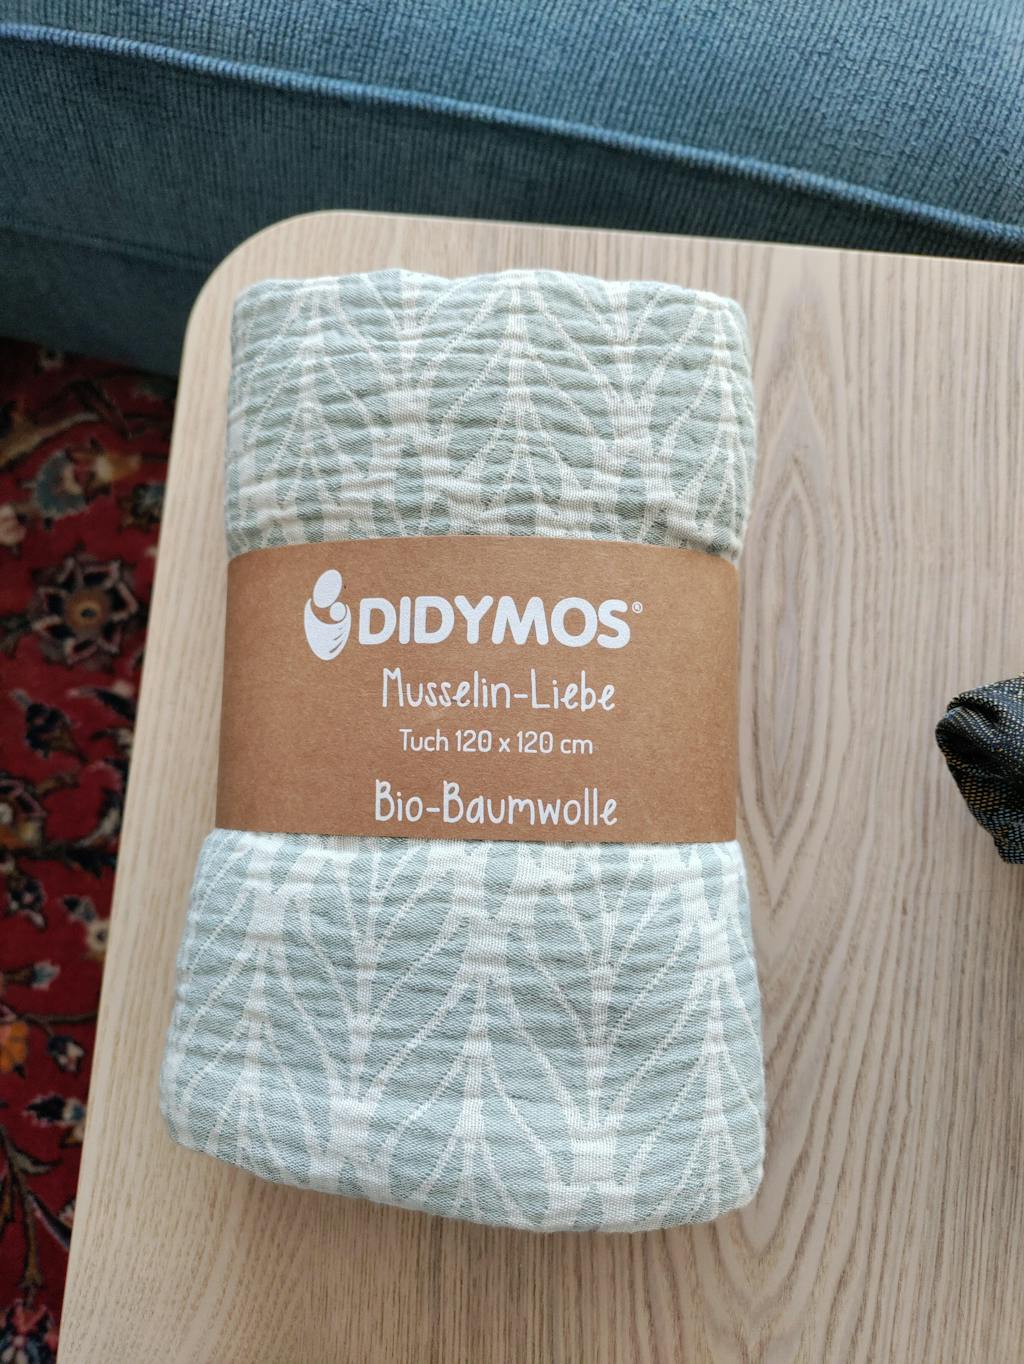 DIDYMOS®
Musselin-Liebe
Tuch 120 x 120 cm
Bio-Baumwolle